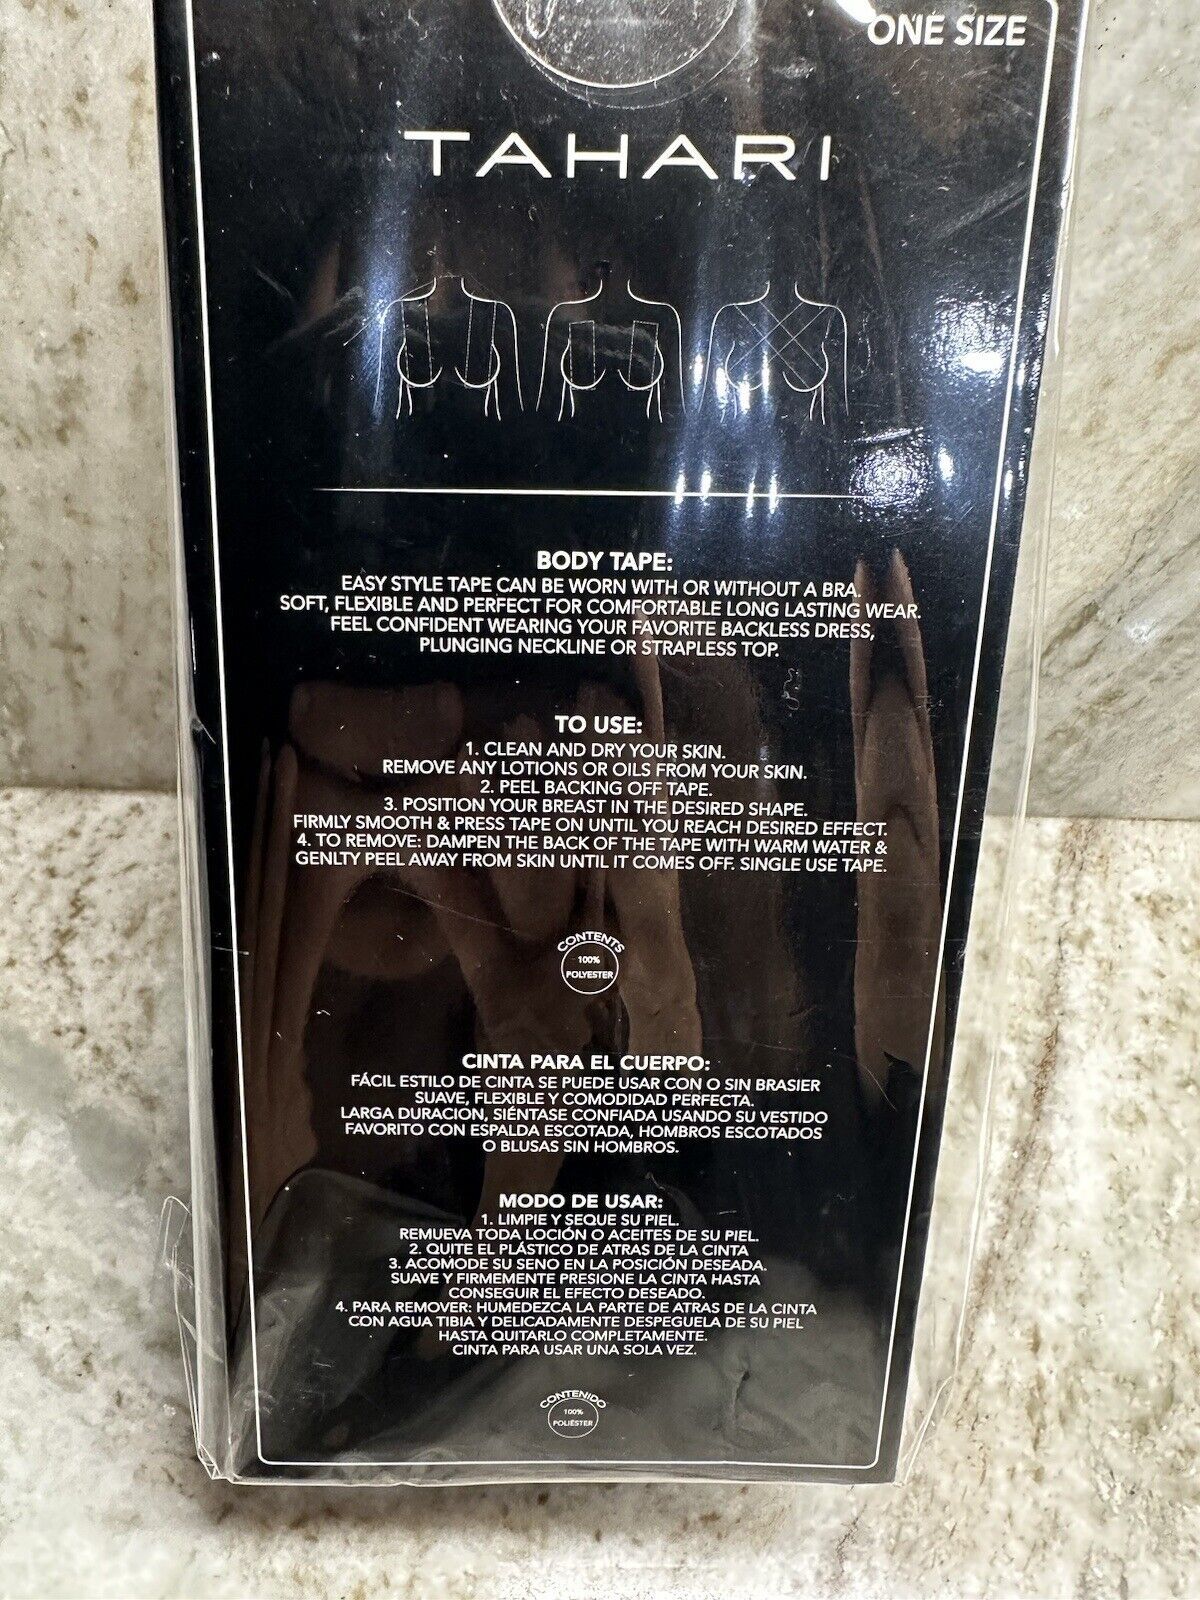 ONE SIZE
TAHARI
BODY TAPE:
EASY STYLE TAPE CAN BE WORN WITH OR WITHOUT A BRA.
SOFT, FLEXIBLE AND PERFECT FOR COMFORTABLE LONG LASTING WEAR.
FEEL CONFIDENT WEARING YOUR FAVORITE BACKLESS DRESS,
PLUNGING NECKLINE OR STRAPLESS TOP.
TO USE:
1. CLEAN AND DRY YOUR SKIN.
REMOVE ANY LOTIONS OR OILS FROM YOUR SKIN.
2. PEEL BACKING OFF TAPE.
3. POSITION YOUR BREAST IN THE DESIRED SHAPE.
FIRMLY SMOOTH & PRESS TAPE ON UNTIL YOU REACH DESIRED EFFECT.
4. TO REMOVE: DAMPEN THE BACK OF THE TAPE WITH WARM WATER &
GENLTY PEEL AWAY FROM SKIN UNTIL IT COMES OFF. SINGLE USE TAPE.
CONTENTS
100%
POLYESTER
CINTA PARA EL CUERPO:
FÁCIL ESTILO DE CINTA SE PUEDE USAR CON O SIN BRASIER
SUAVE, FLEXIBLE Y COMODIDAD PERFECTA.
LARGA DURACION, SIÉNTASE CONFIADA USANDO SU VESTIDO
FAVORITO CON ESPALDA ESCOTADA, HOMBROS ESCOTADOS
O BLUSAS SIN HOMBROS.
MODO DE USAR:
1. LIMPIE Y SEQUE SU PIEL.
REMUEVA TODA LOCIÓN O ACEITES DE SU PIEL.
2. QUITE EL PLÁSTICO DE ATRAS DE LA CINTA
3. ACOMODE SU SENO EN LA POSICIÓN DESEADA.
SUAVE Y FIRMEMENTE PRESIONE LA CINTA HASTA
CONSEGUIR EL EFECTO DESEADO.
4. PARA REMOVER: HUMEDEZCA LA PARTE DE ATRAS DE LA CINTA
CON AGUA TIBIA Y DELICADAMENTE DESPEGUELA DE SU PIEL
HASTA QUITARLO COMPLETAMENTE.
CINTA PARA USAR UNA SOLA VEZ.
CONTENIDO
100%
POLIÉSTER